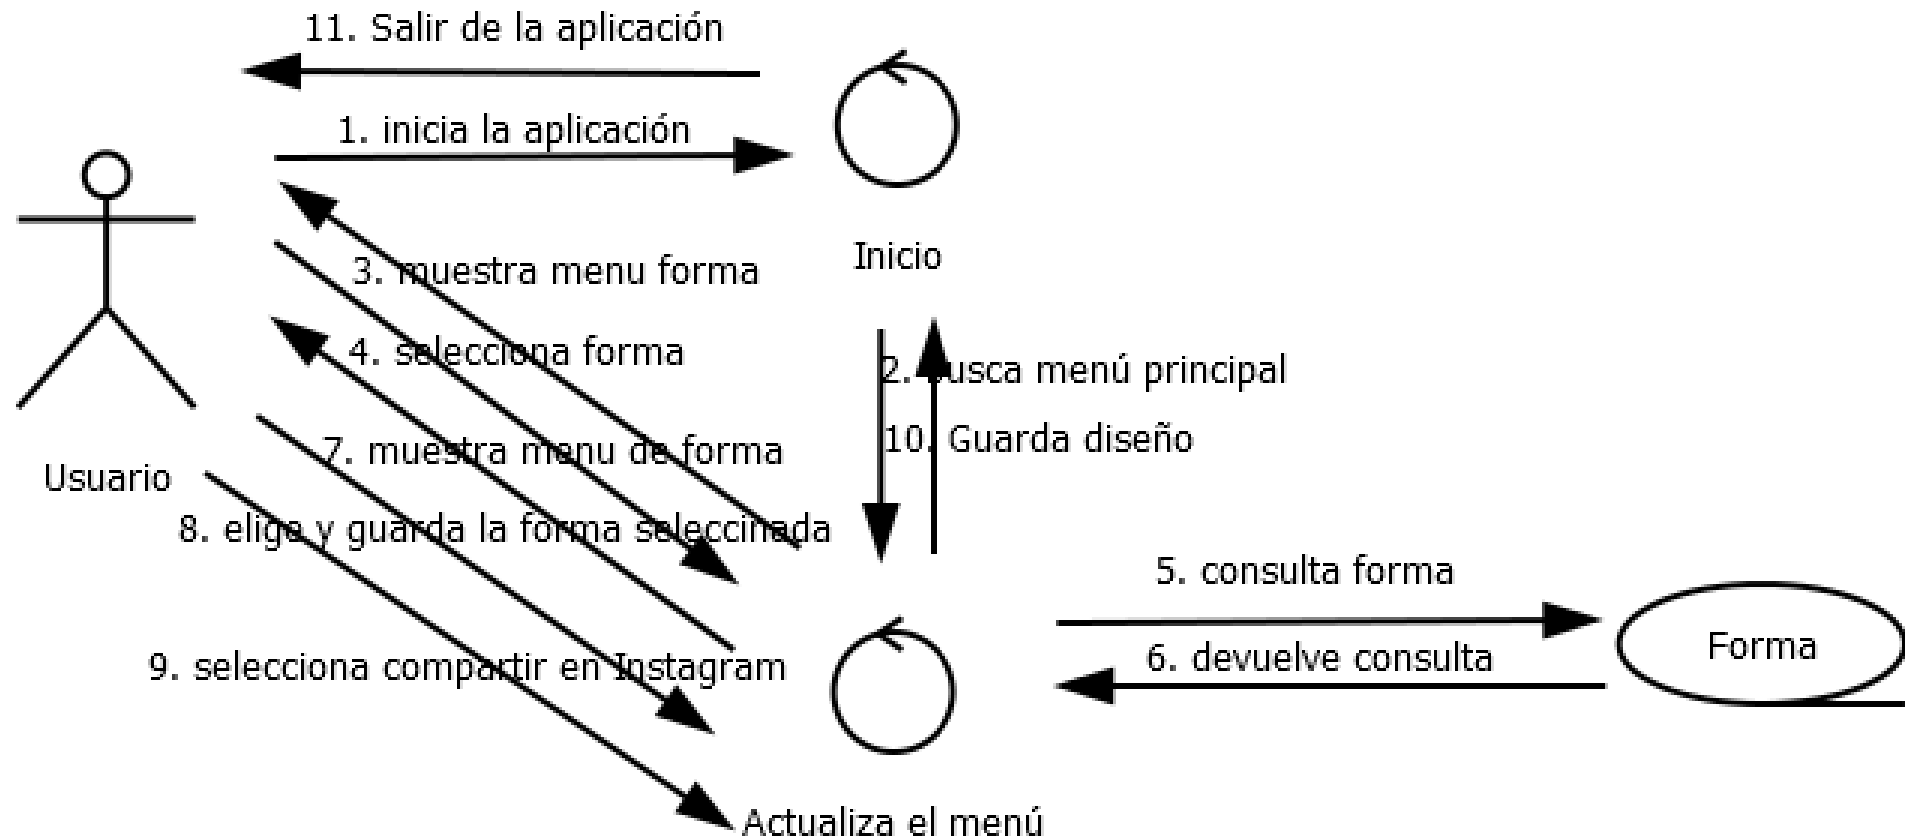 11. Salir de la aplicación
1. inicia la aplicación
Inicio
3. muestra menu forma
4. selecciona forma
2. busca menú principal
10. Guarda diseño
7. muestra menu de forma
Usuario
8. elige y guarda la forma seleccinada
5. consulta forma
6. devuelve consulta
Forma
9. selecciona compartir en Instagram
Actualiza el menú